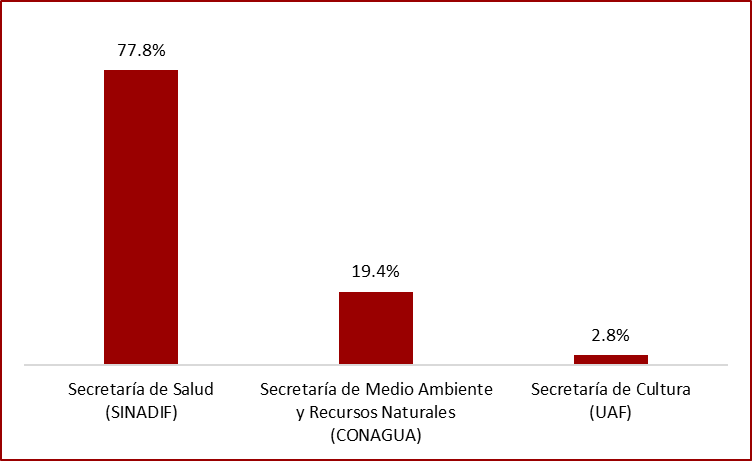 77.8%
19.4%
2.8%
Secretaría de Salud
(SINADIF)
Secretaría de Medio Ambiente
y Recursos Naturales
(CONAGUA)
Secretaría de Cultura
(UAF)